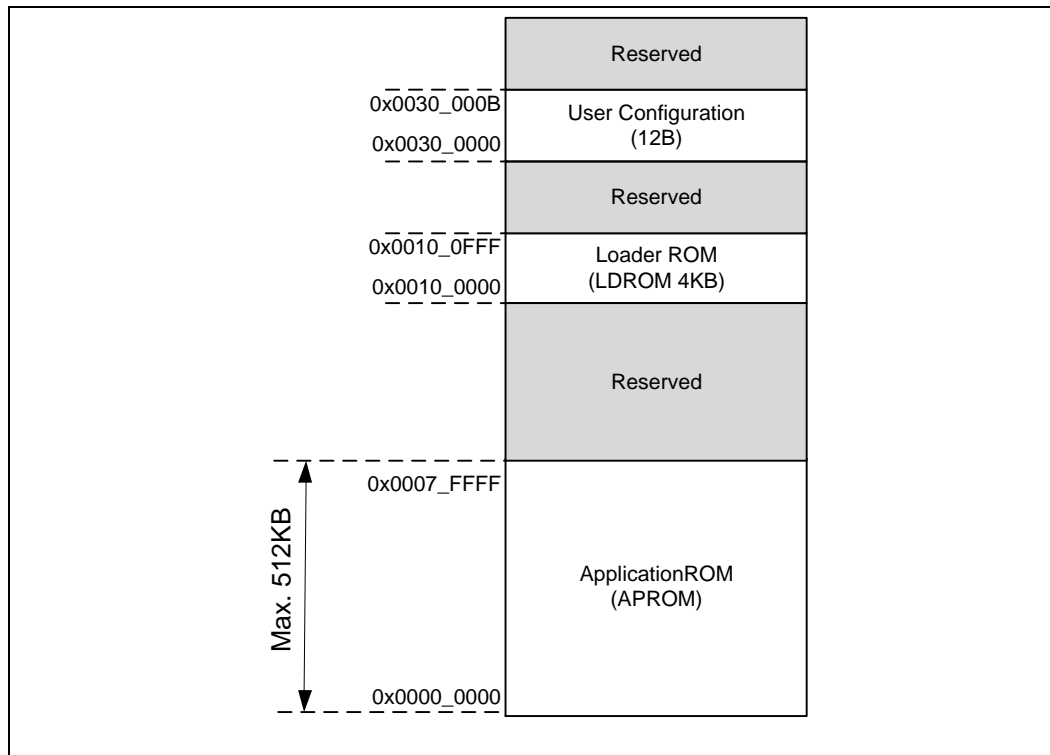 Reserved
0x0030_000B
User Configuration
(12B)
0x0030_0000
Reserved
0x0010_0FFF
Loader ROM
(LDROM 4KB)
0x0010_0000
Reserved
0x0007_FFFF
Max. 512KB
ApplicationROM
(APROM)
0x0000_0000